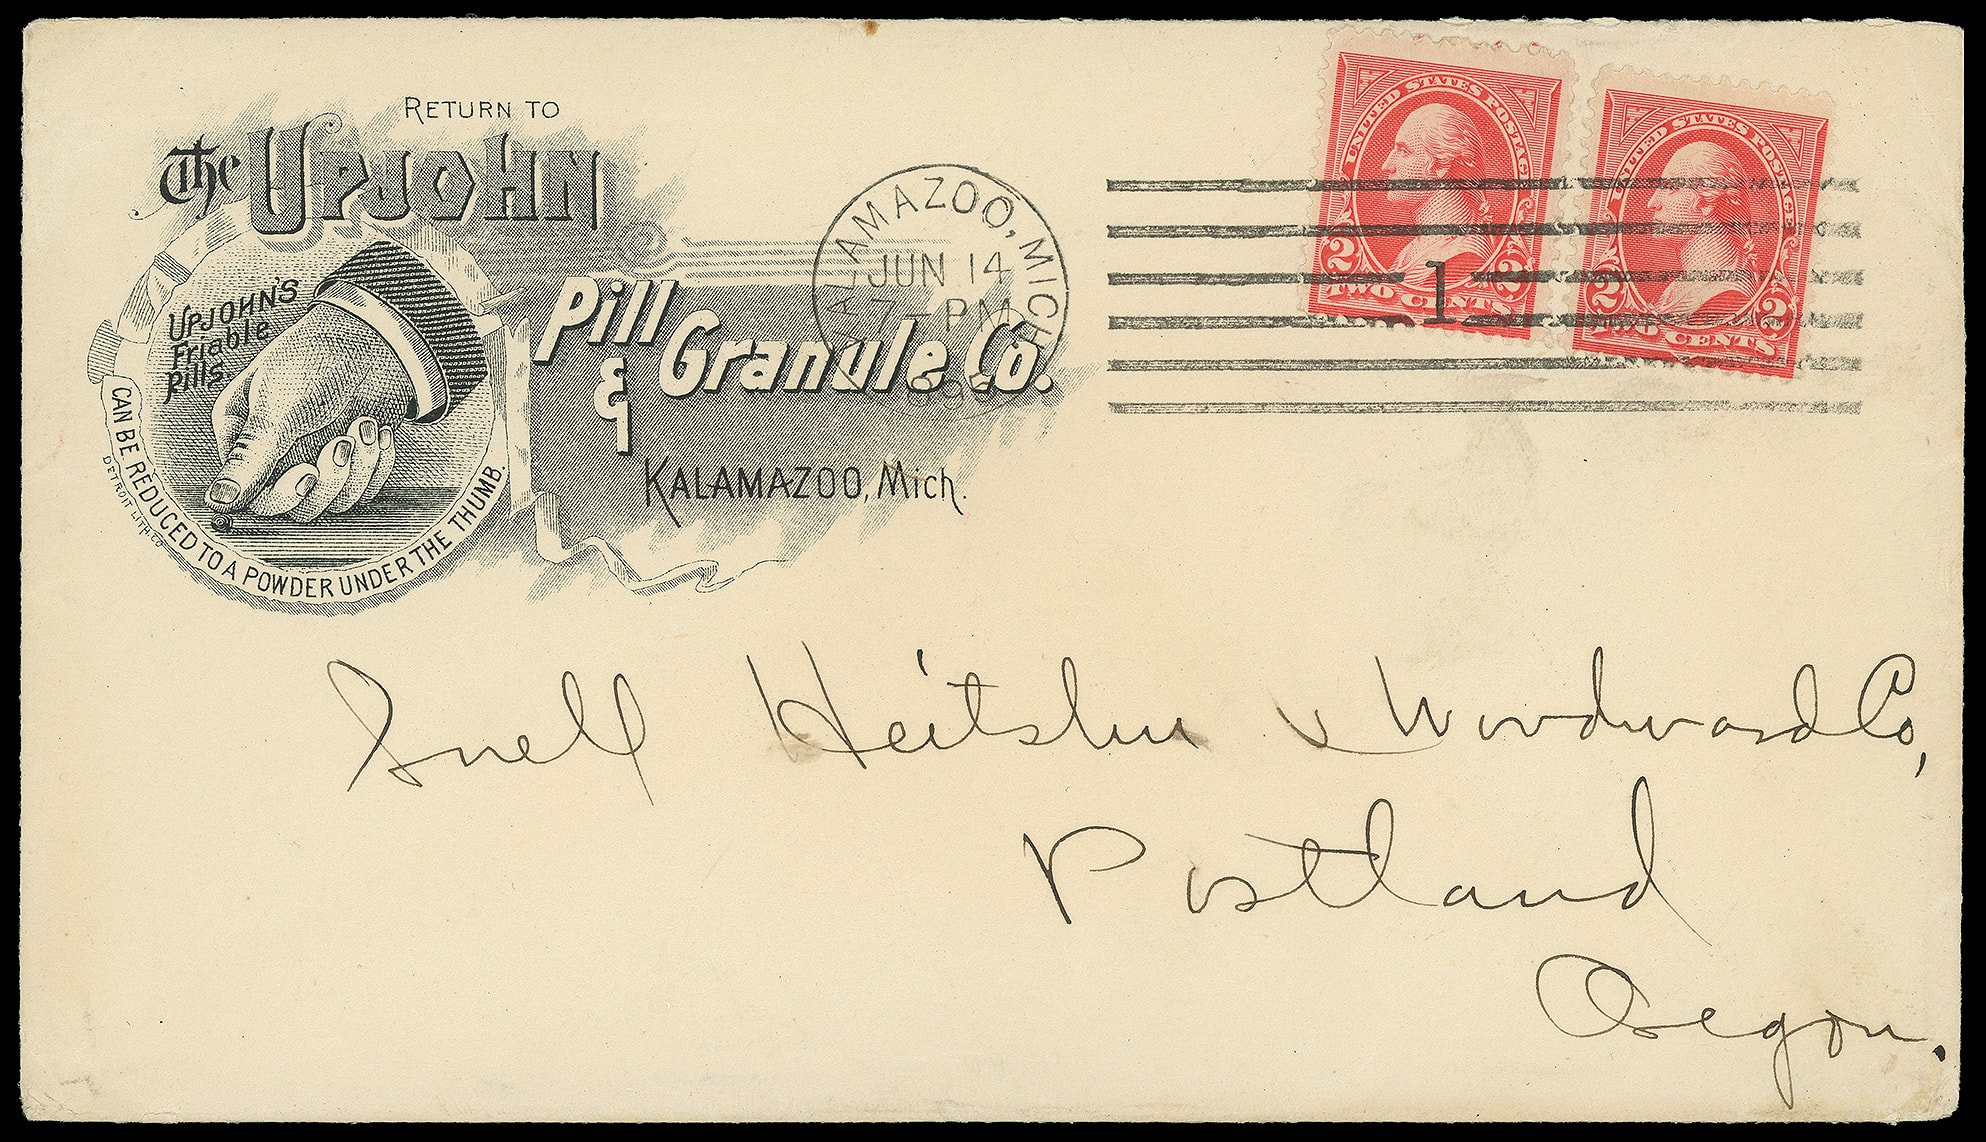 RETURN TO
The UPJOHN
Pill
& Granule Co.
KALAMAZOO, Mich.
UPJOHN'S
Friable
Pills.
CAN BE REDUCED TO A POWDER UNDER THE THUMB.
DETROIT LITH. CO
KALAMAZOO, MICH.
JUN 14
PM
1
UNITED STATES POSTAGE
2 2
TWO CENTS
UNITED STATES POSTAGE
2 2
TWO CENTS
Snell Heitshu & Woodward Co,
Portland
Oregon.